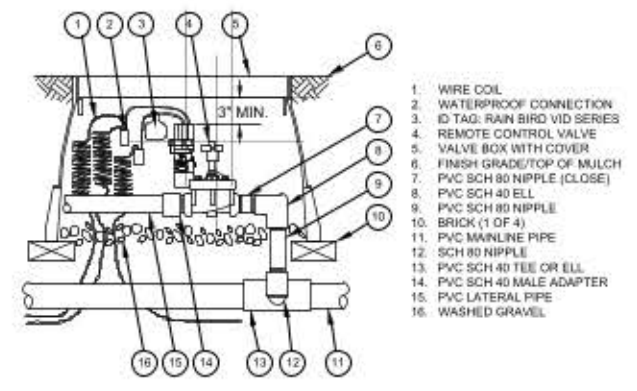 1 2 3 4 5
6
3" MIN.
7
8
9
10
16 15 14 13 12 11
1. WIRE COIL
2. WATERPROOF CONNECTION
3. ID TAG: RAIN BIRD VID SERIES
4. REMOTE CONTROL VALVE
5. VALVE BOX WITH COVER
6. FINISH GRADE/TOP OF MULCH
7. PVC SCH 80 NIPPLE (CLOSE)
8. PVC SCH 40 ELL
9. PVC SCH 80 NIPPLE
10. BRICK (1 OF 4)
11. PVC MAINLINE PIPE
12. SCH 80 NIPPLE
13. PVC SCH 40 TEE OR ELL
14. PVC SCH 40 MALE ADAPTER
15. PVC LATERAL PIPE
16. WASHED GRAVEL